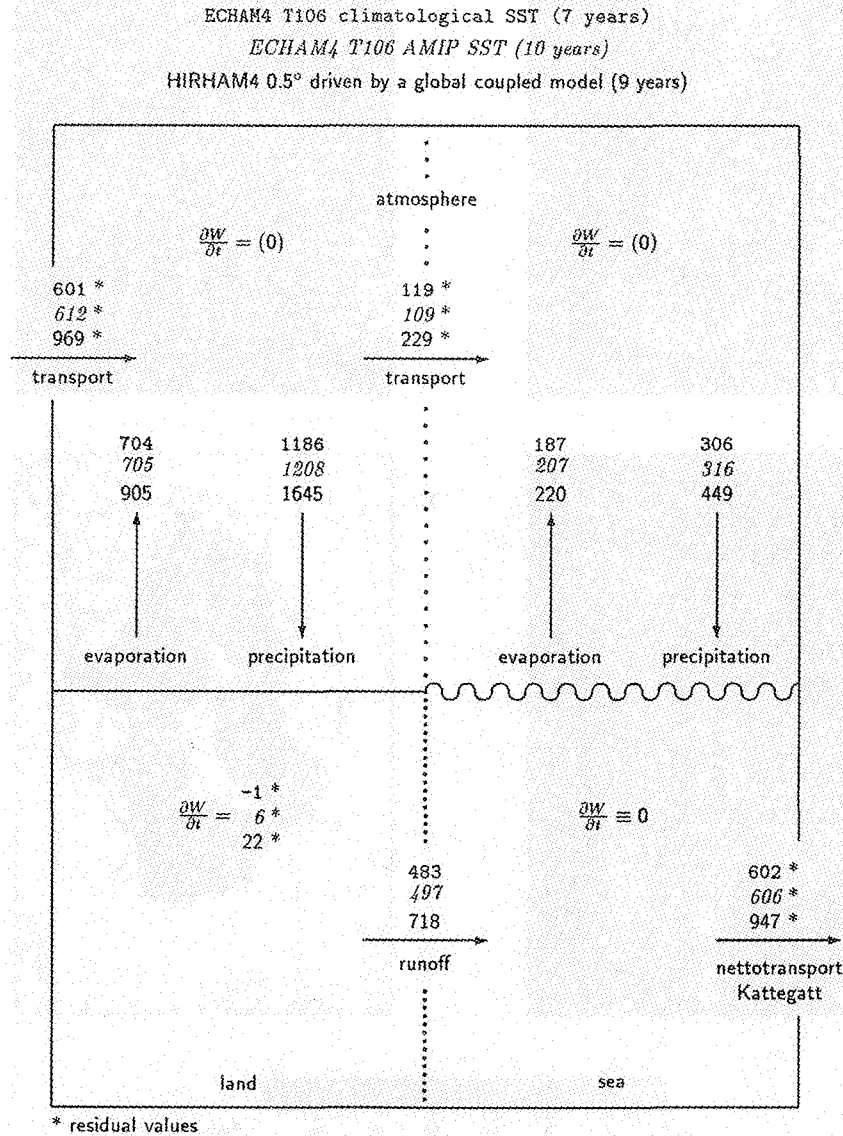 ECHAM4 T106 climatological SST (7 years)
ECHAM4 T106 AMIP SST (10 years)
HIRHAM4 0.5° driven by a global coupled model (9 years)
atmosphere
∂W/∂t = (0)
∂W/∂t = (0)
601 *
612 *
969 *
transport
119 *
109 *
229 *
transport
704
705
905
evaporation
1186
1208
1645
precipitation
187
207
220
evaporation
306
316
449
precipitation
-1 *
∂W/∂t = 6 *
22 *
∂W/∂t ≡ 0
483
497
718
runoff
602 *
606 *
947 *
nettotransport
Kattegatt
land
sea
* residual values